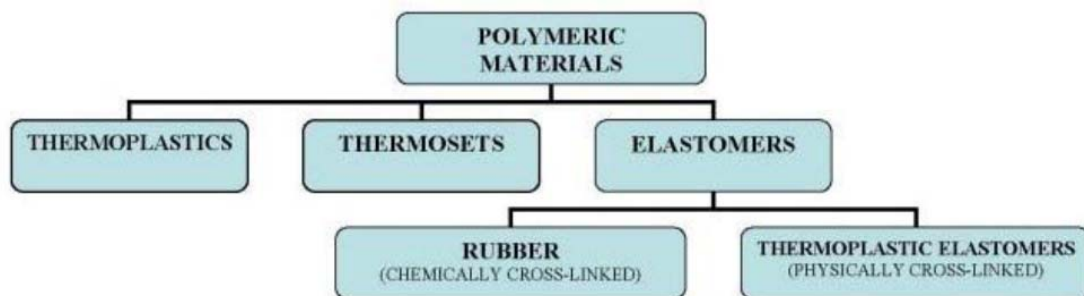 POLYMERIC
MATERIALS
THERMOPLASTICS
THERMOSETS
ELASTOMERS
RUBBER
(CHEMICALLY CROSS-LINKED)
THERMOPLASTIC ELASTOMERS
(PHYSICALLY CROSS-LINKED)